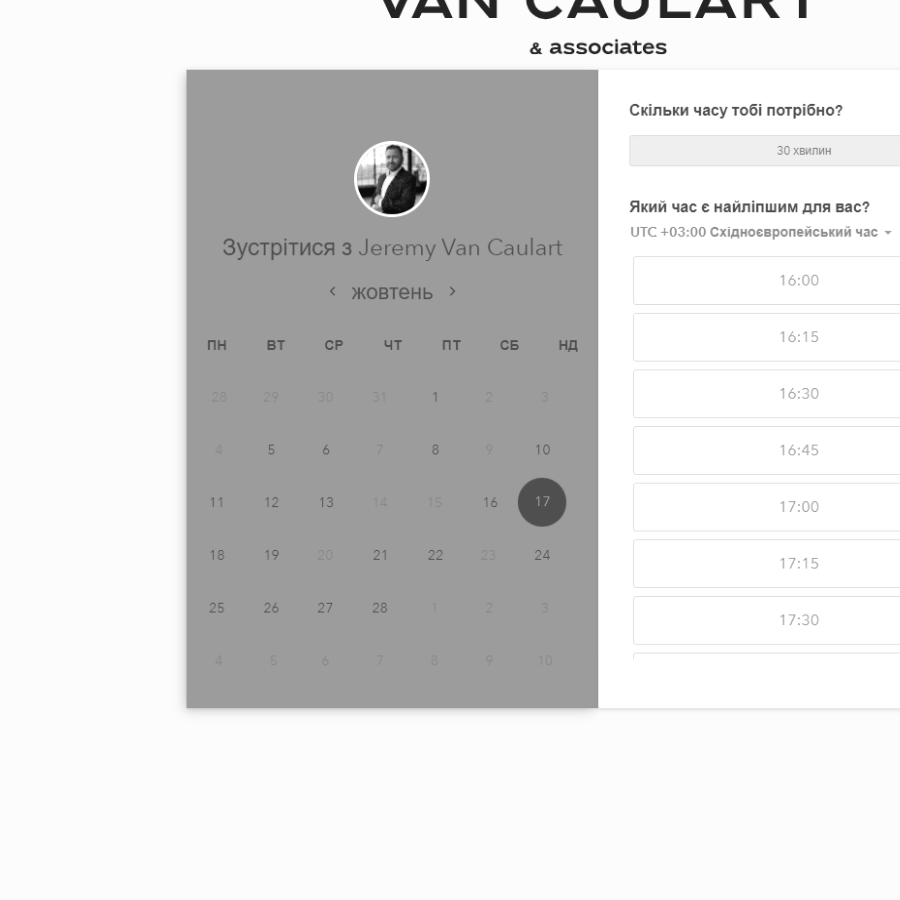 VAN CAULART
& associates
Зустрітися з Jeremy Van Caulart
жовтень
ПН ВТ СР ЧТ ПТ СБ НД
28 29 30 31 1 2 3
4 5 6 7 8 9 10
11 12 13 14 15 16 17
18 19 20 21 22 23 24
25 26 27 28 1 2 3
4 5 6 7 8 9 10
Скільки часу тобі потрібно?
30 хвилин
Який час є найліпшим для вас?
UTC +03:00 Східноєвропейський час
16:00
16:15
16:30
16:45
17:00
17:15
17:30